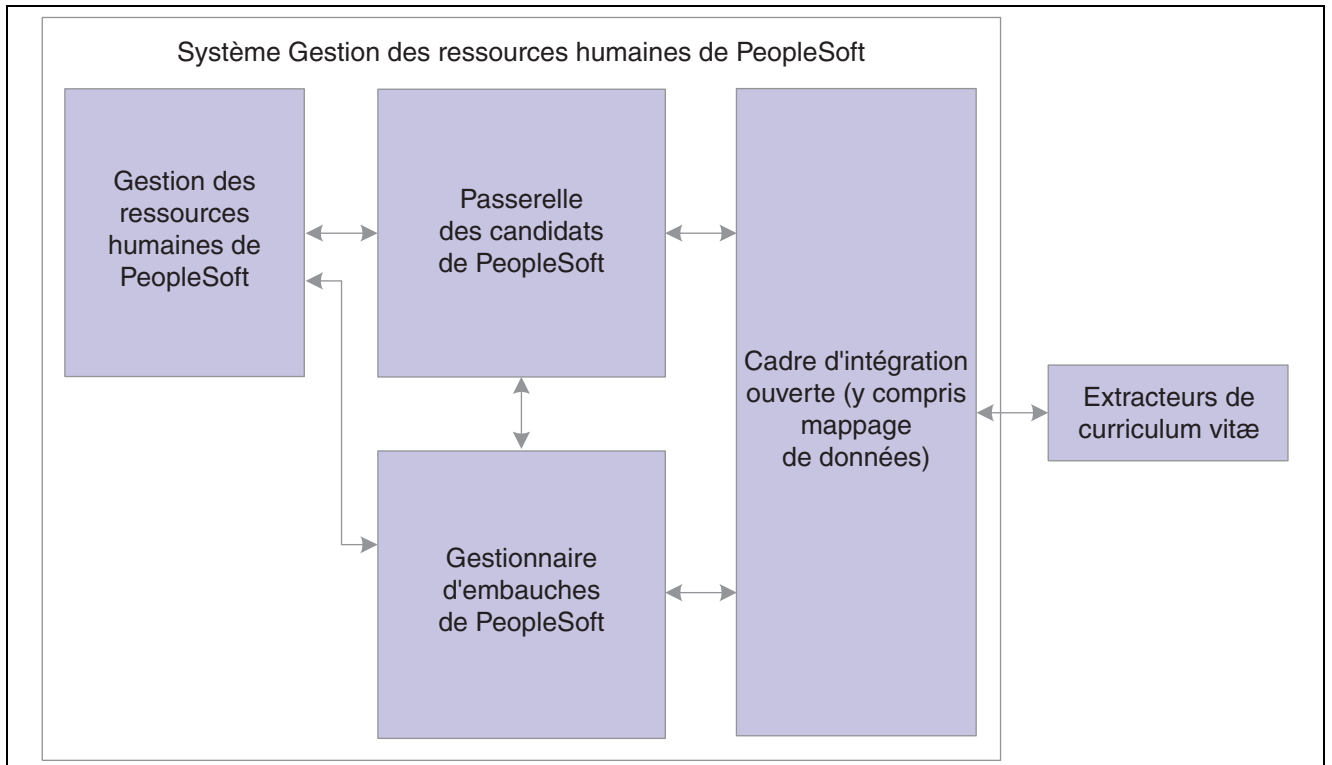 Système Gestion des ressources humaines de PeopleSoft
Gestion des
ressources
humaines de
PeopleSoft
Passerelle
des candidats
de PeopleSoft
Cadre d'intégration
ouverte (y compris
mappage
de données)
Extracteurs de
curriculum vitæ
Gestionnaire
d'embauches
de PeopleSoft